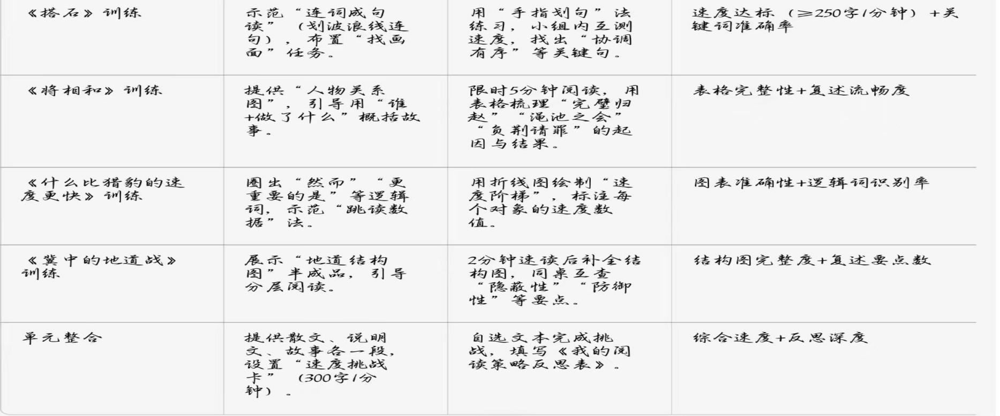 《搭石》训练
示范“连词成句
读”（划波浪线连
句），布置“找画
面”任务。
用“手指划句”法
练习，小组内互测
速度，找出“协调
有序”等关键句。
速度达标（≥250字/分钟）+关
键词准确率
《将相和》训练
提供“人物关系
图”，引导用“谁
+做了什么”概括故
事。
限时5分钟阅读，用
表格梳理“完璧归
赵”“渑池之会”
“负荆请罪”的起
因与结果。
表格完整性+复述流畅度
《什么比猎豹的速
度更快》训练
圈出“然而”“更
重要的是”等逻辑
词，示范“跳读数
据”法。
用折线图绘制“速
度阶梯”，标注每
个对象的速度数
值。
图表准确性+逻辑词识别率
《冀中的地道战》
训练
展示“地道结构
图”半成品，引导
分层阅读。
2分钟速读后补全结
构图，同桌互查
“隐蔽性”“防御
性”等要点。
结构图完整度+复述要点数
单元整合
提供散文、说明
文、故事各一段，
设置“速度挑战
卡”（300字/分
钟）。
自选文本完成挑
战，填写《我的阅
读策略反思表》。
综合速度+反思深度